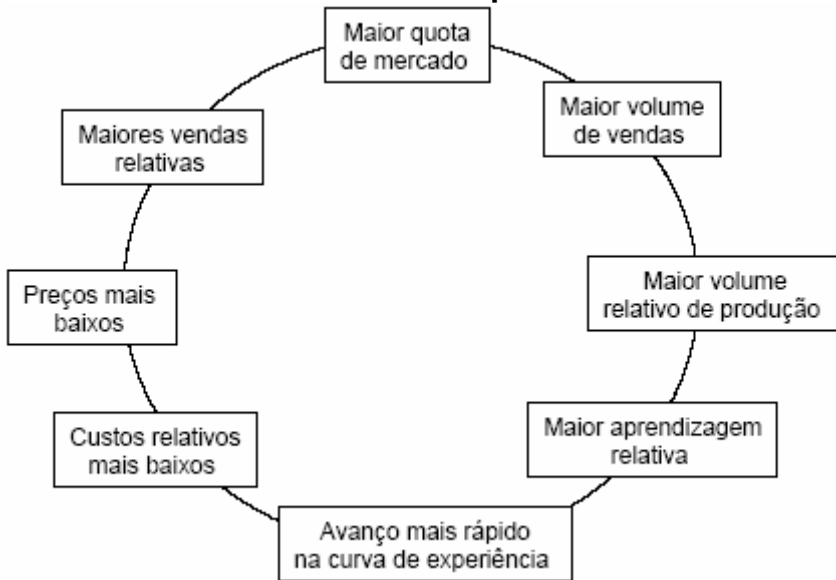 Maior quota
de mercado
Maior volume
de vendas
Maior volume
relativo de produção
Maior aprendizagem
relativa
Avanço mais rápido
na curva de experiência
Custos relativos
mais baixos
Preços mais
baixos
Maiores vendas
relativas